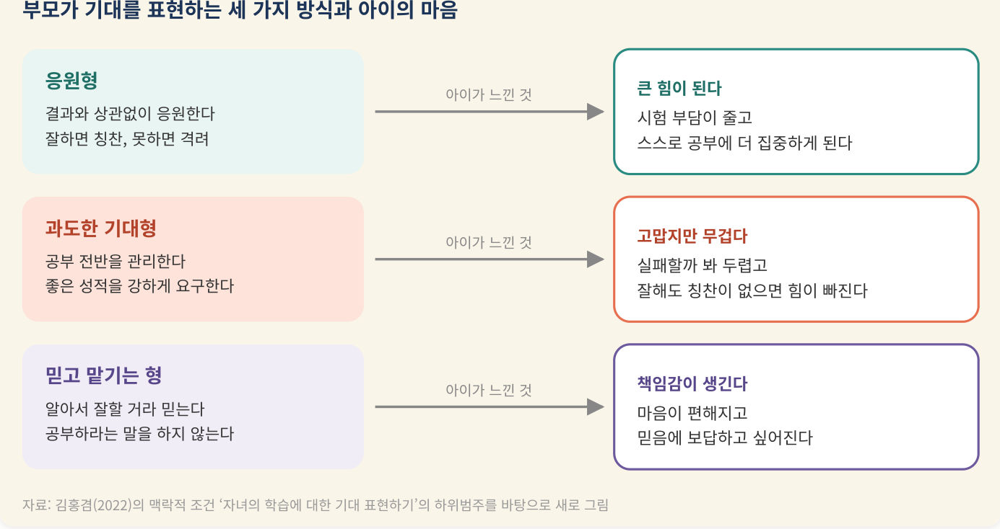 부모가 기대를 표현하는 세 가지 방식과 아이의 마음
응원형
결과와 상관없이 응원한다
잘하면 칭찬, 못하면 격려
아이가 느낀 것
큰 힘이 된다
시험 부담이 줄고
스스로 공부에 더 집중하게 된다
과도한 기대형
공부 전반을 관리한다
좋은 성적을 강하게 요구한다
아이가 느낀 것
고맙지만 무겁다
실패할까 봐 두렵고
잘해도 칭찬이 없으면 힘이 빠진다
믿고 맡기는 형
알아서 잘할 거라 믿는다
공부하라는 말을 하지 않는다
아이가 느낀 것
책임감이 생긴다
마음이 편해지고
믿음에 보답하고 싶어진다
자료: 김홍겸(2022)의 맥락적 조건 ‘자녀의 학습에 대한 기대 표현하기’의 하위범주를 바탕으로 새로 그림